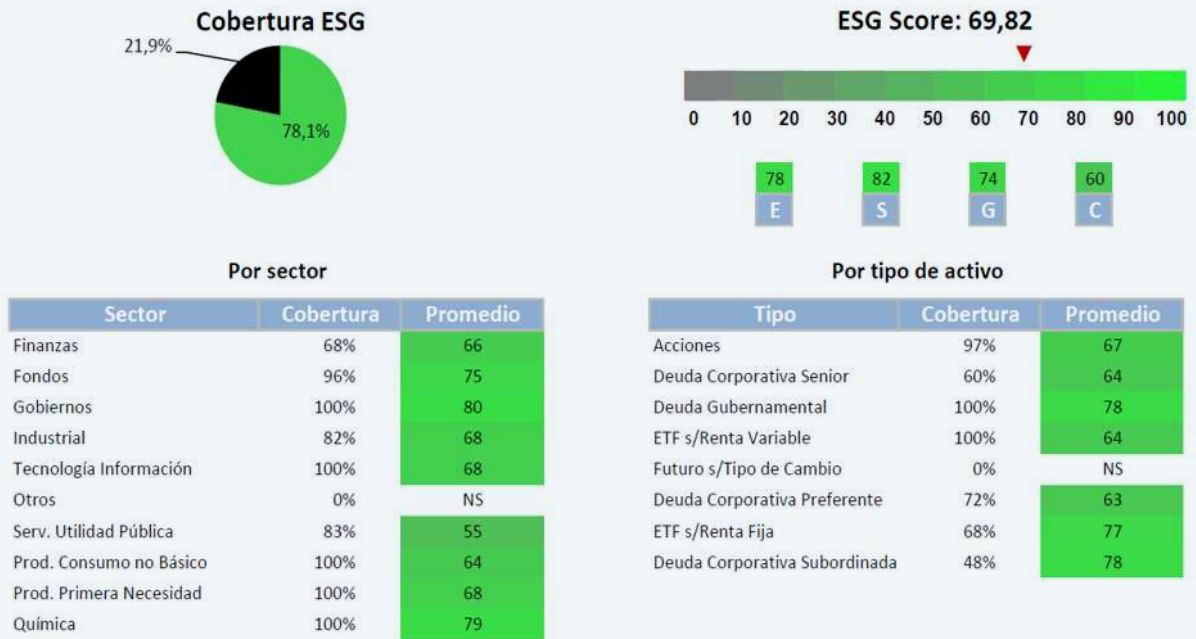 Cobertura ESG
21,9%
78,1%
ESG Score: 69,82
0 10 20 30 40 50 60 70 80 90 100
78 82 74 60
E S G C
Por sector
Sector Cobertura Promedio
Finanzas 68% 66
Fondos 96% 75
Gobiernos 100% 80
Industrial 82% 68
Tecnología Información 100% 68
Otros 0% NS
Serv. Utilidad Pública 83% 55
Prod. Consumo no Básico 100% 64
Prod. Primera Necesidad 100% 68
Química 100% 79
Por tipo de activo
Tipo Cobertura Promedio
Acciones 97% 67
Deuda Corporativa Senior 60% 64
Deuda Gubernamental 100% 78
ETF s/Renta Variable 100% 64
Futuro s/Tipo de Cambio 0% NS
Deuda Corporativa Preferente 72% 63
ETF s/Renta Fija 68% 77
Deuda Corporativa Subordinada 48% 78